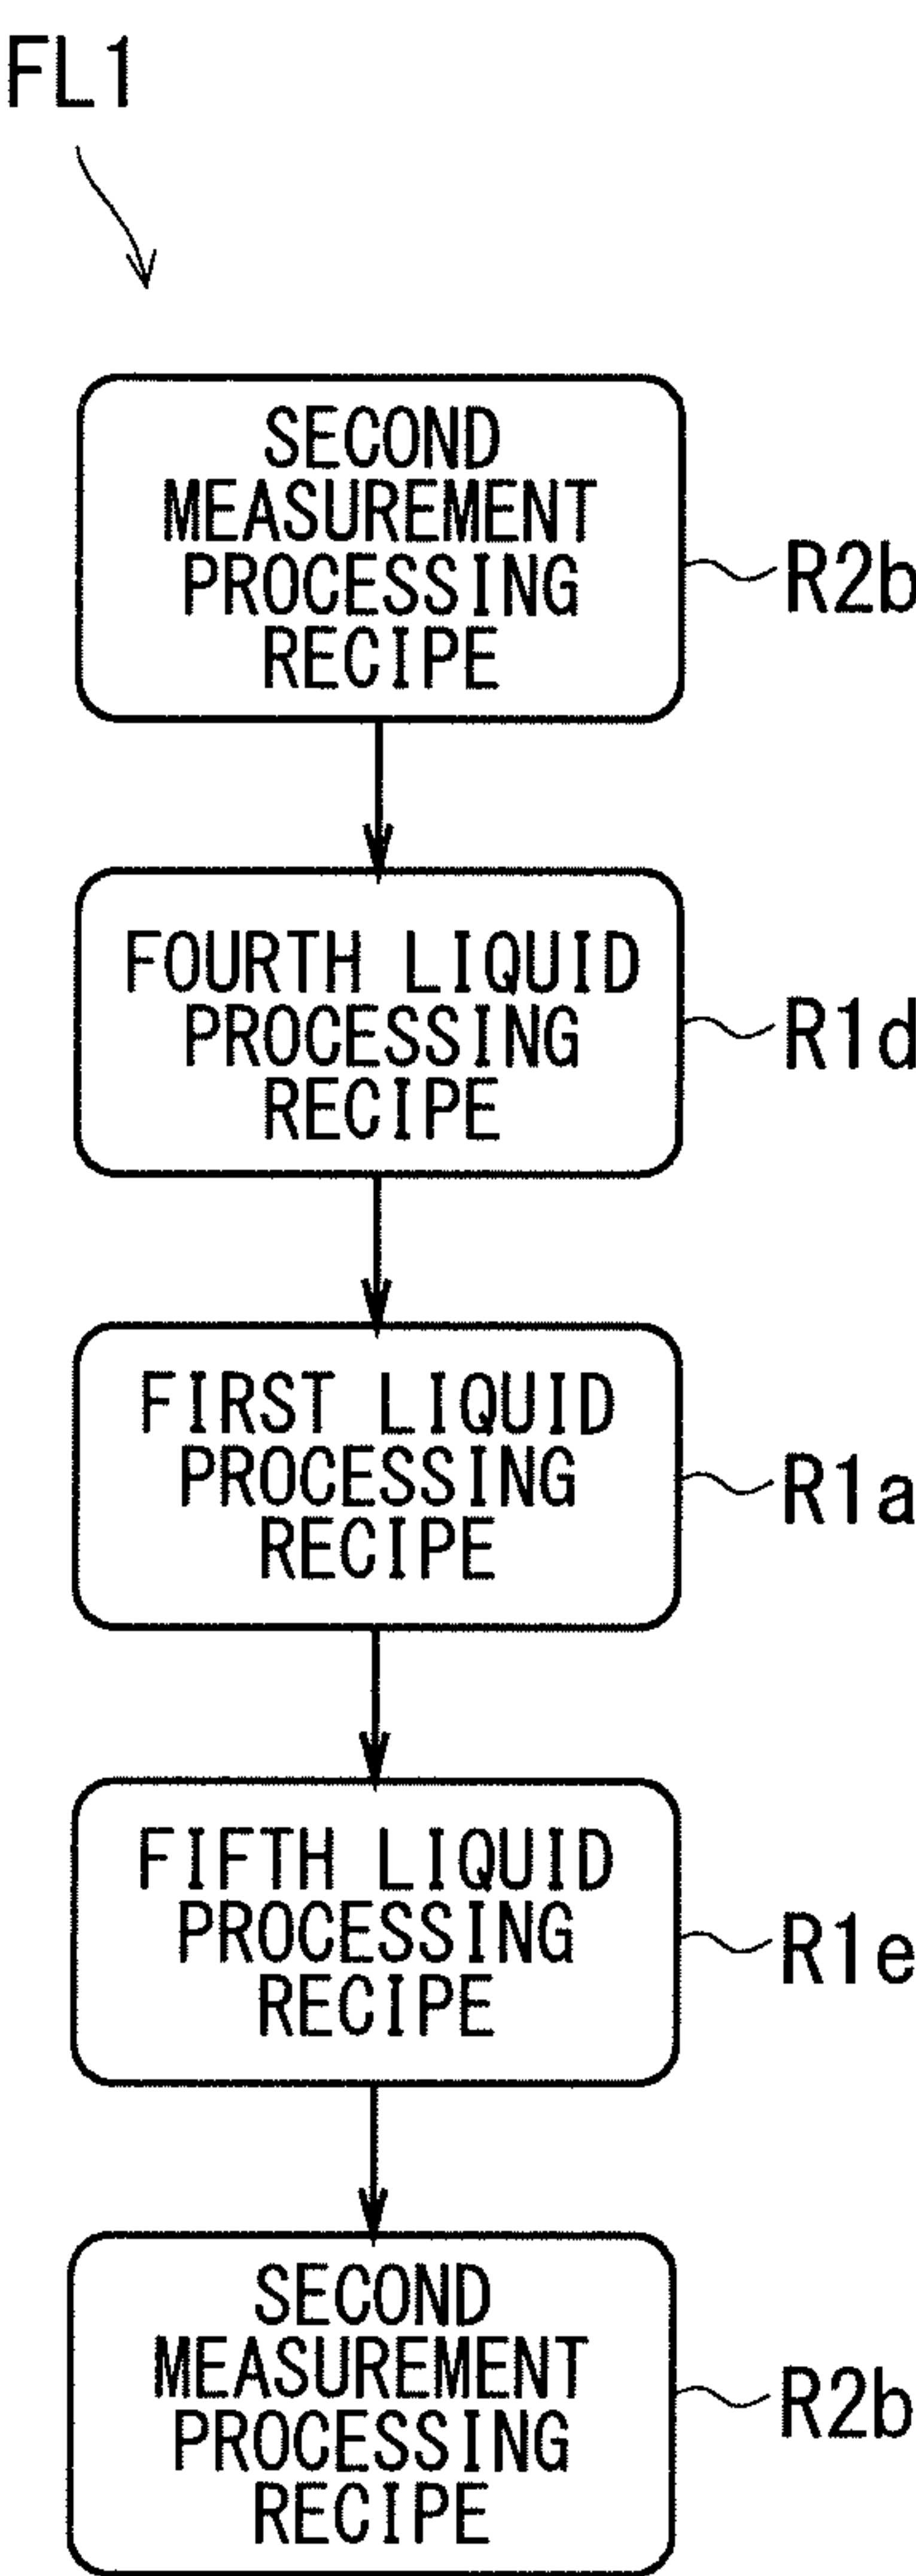 FL1
SECOND
MEASUREMENT
PROCESSING
RECIPE
R2b
FOURTH LIQUID
PROCESSING
RECIPE
R1d
FIRST LIQUID
PROCESSING
RECIPE
R1a
FIFTH LIQUID
PROCESSING
RECIPE
R1e
SECOND
MEASUREMENT
PROCESSING
RECIPE
R2b